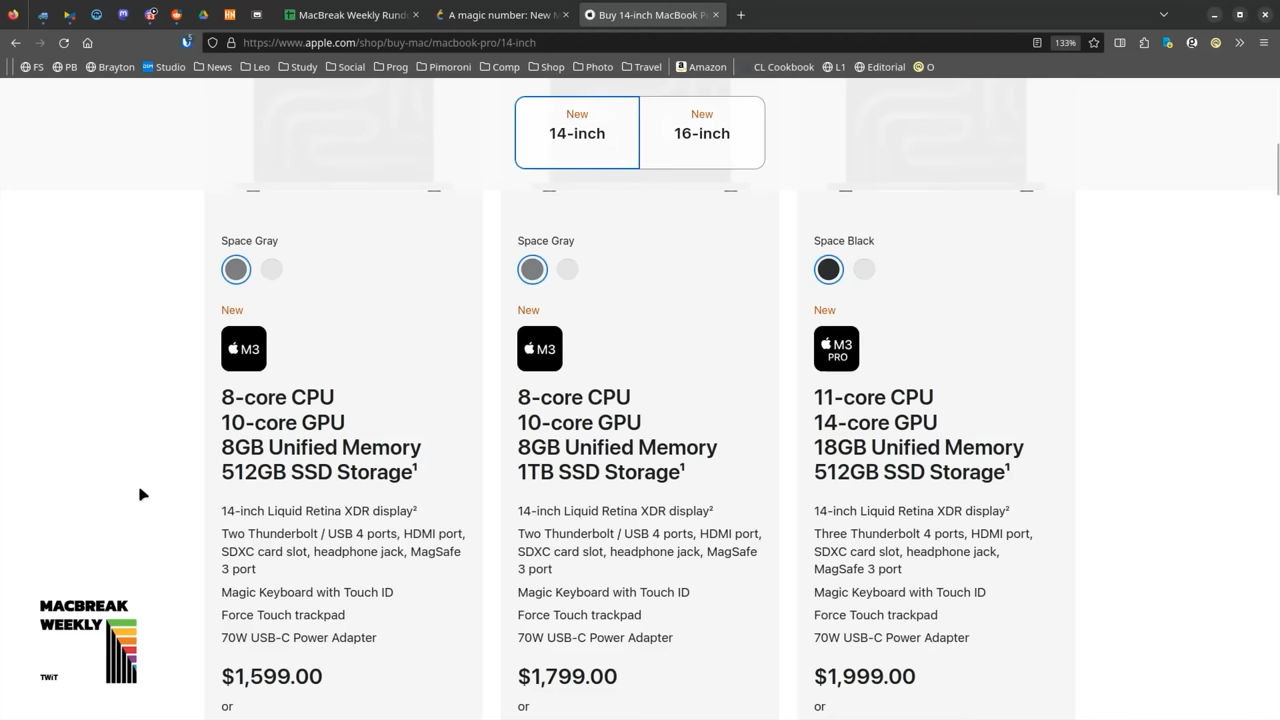 MacBreak Weekly Rund
A magic number: New M
Buy 14-inch MacBook P
https://www.apple.com/shop/buy-mac/macbook-pro/14-inch
133%
FS
PB
Brayton
Studio
News
Leo
Study
Social
Prog
Pimoroni
Comp
Shop
Photo
Travel
Amazon
CL Cookbook
L1
Editorial
O
New
14-inch
New
16-inch
Space Gray
New
M3
8-core CPU
10-core GPU
8GB Unified Memory
512GB SSD Storage¹
14-inch Liquid Retina XDR display²
Two Thunderbolt / USB 4 ports, HDMI port,
SDXC card slot, headphone jack, MagSafe
3 port
Magic Keyboard with Touch ID
Force Touch trackpad
70W USB-C Power Adapter
$1,599.00
or
Space Gray
New
M3
8-core CPU
10-core GPU
8GB Unified Memory
1TB SSD Storage¹
14-inch Liquid Retina XDR display²
Two Thunderbolt / USB 4 ports, HDMI port,
SDXC card slot, headphone jack, MagSafe
3 port
Magic Keyboard with Touch ID
Force Touch trackpad
70W USB-C Power Adapter
$1,799.00
or
Space Black
New
M3
PRO
11-core CPU
14-core GPU
18GB Unified Memory
512GB SSD Storage¹
14-inch Liquid Retina XDR display²
Three Thunderbolt 4 ports, HDMI port,
SDXC card slot, headphone jack,
MagSafe 3 port
Magic Keyboard with Touch ID
Force Touch trackpad
70W USB-C Power Adapter
$1,999.00
or
MACBREAK
WEEKLY
TWiT